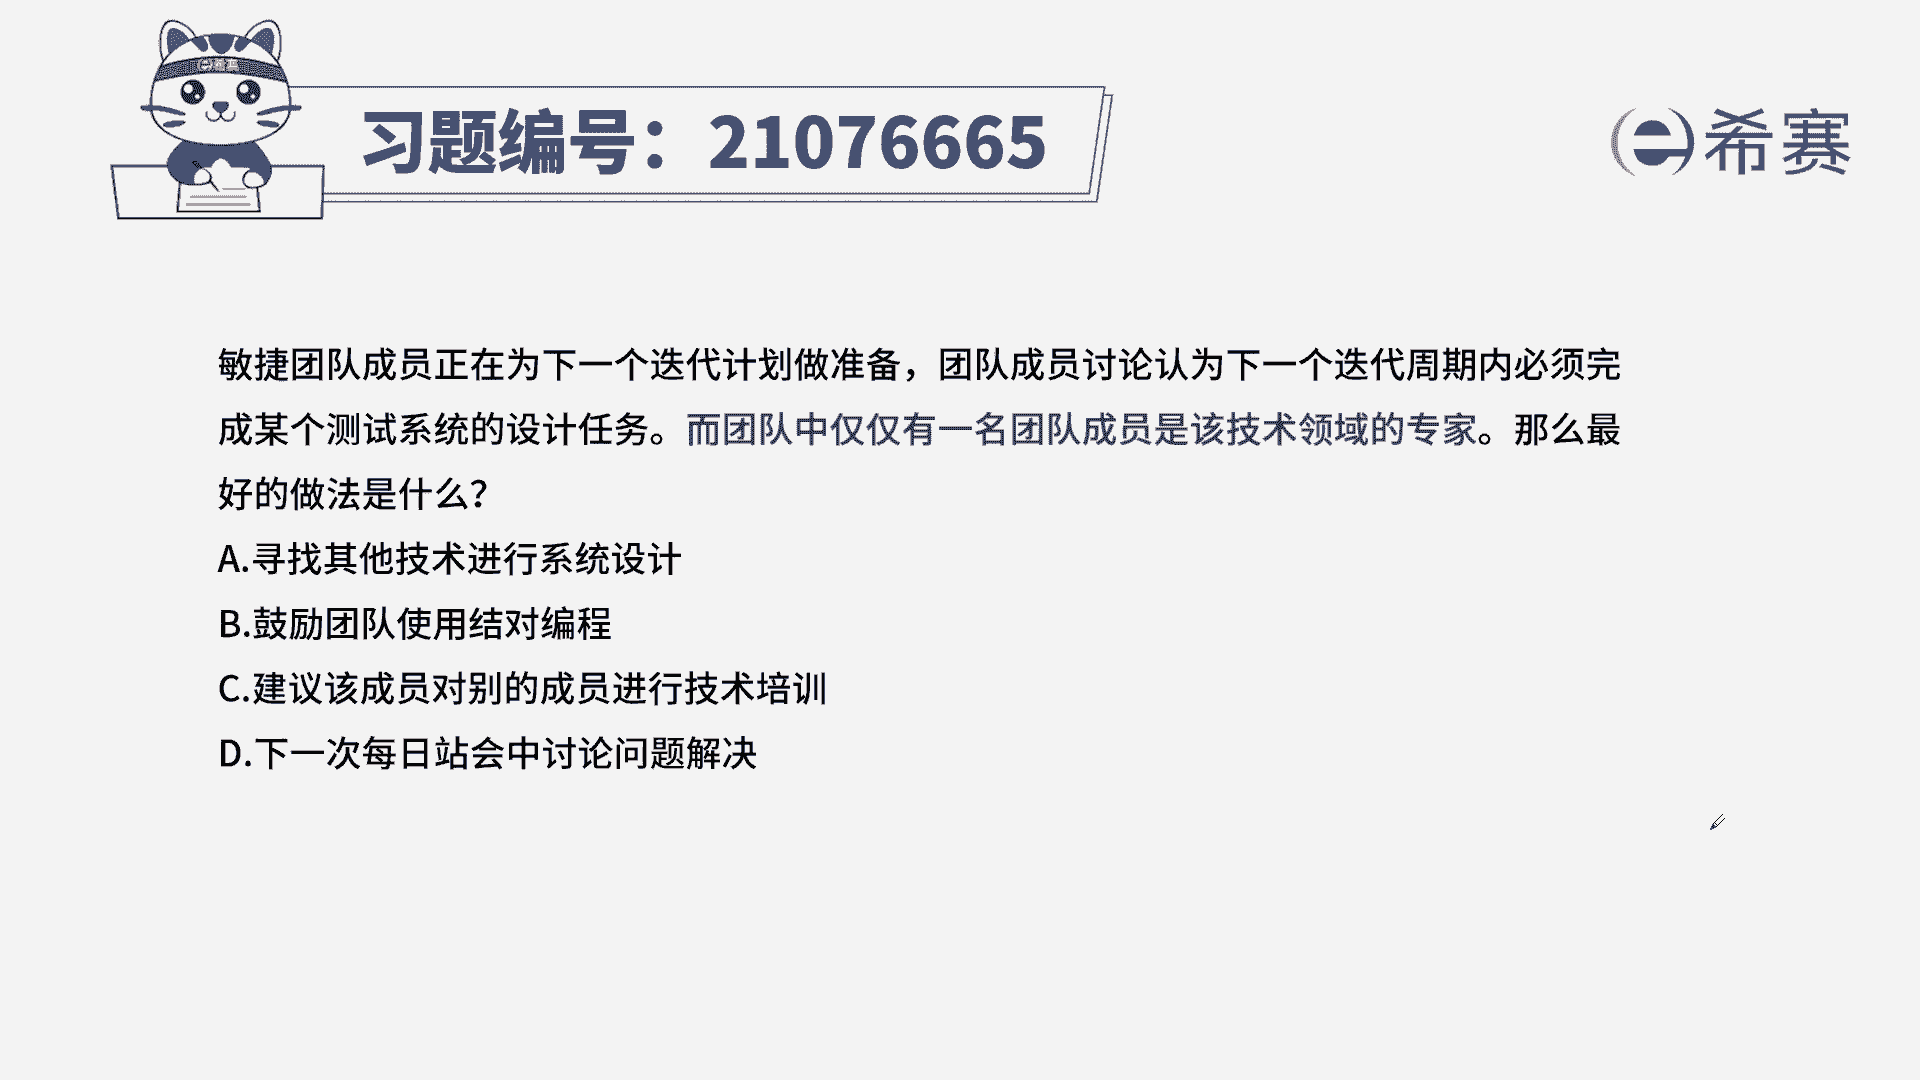 习题编号：21076665
希赛
敏捷团队成员正在为下一个迭代计划做准备，团队成员讨论认为下一个迭代周期内必须完
成某个测试系统的设计任务。而团队中仅仅有一名团队成员是该技术领域的专家。那么最
好的做法是什么？
A.寻找其他技术进行系统设计
B.鼓励团队使用结对编程
C.建议该成员对别的成员进行技术培训
D.下一次每日站会中讨论问题解决